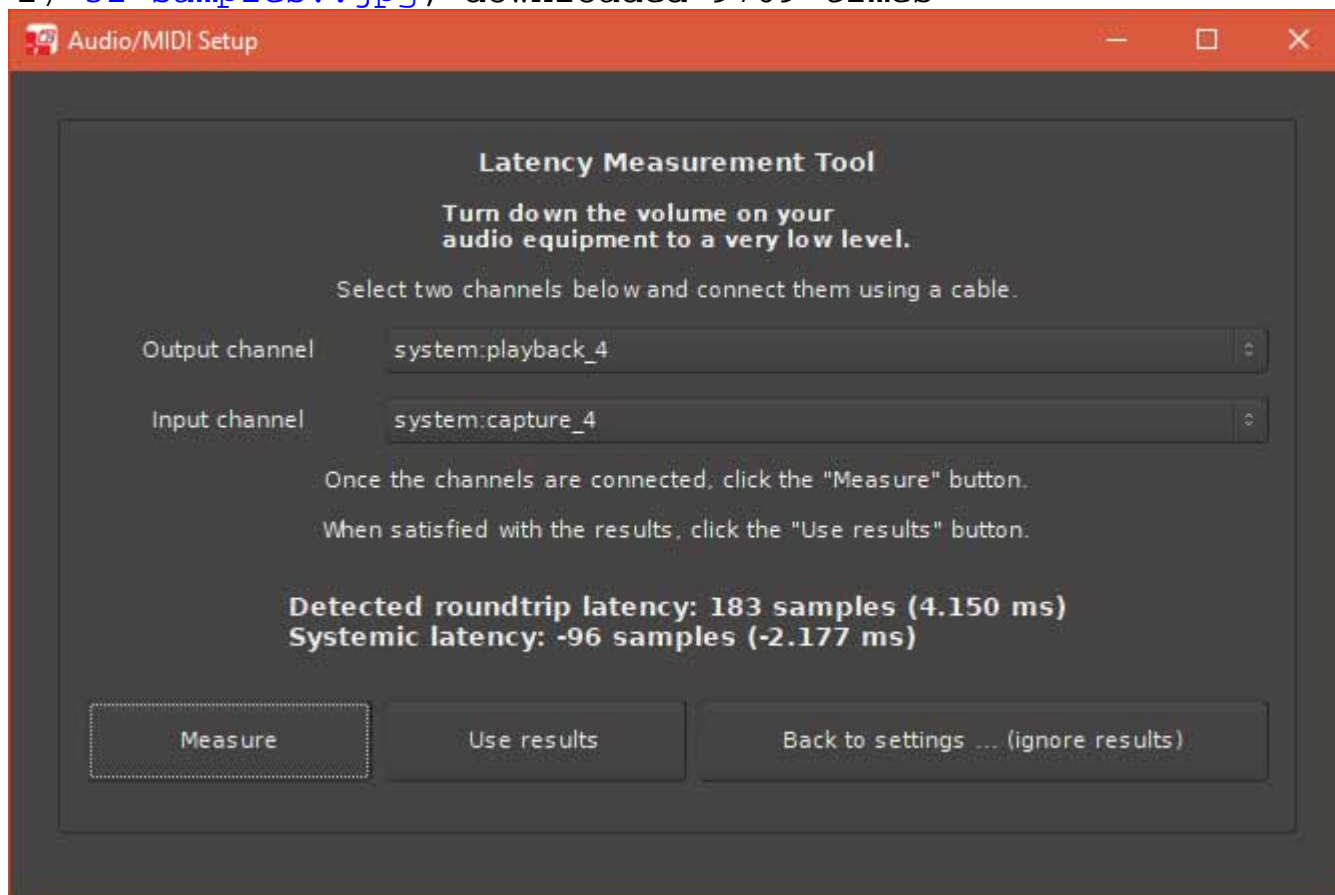 Audio/MIDI Setup
Latency Measurement Tool
Turn down the volume on your
audio equipment to a very low level.
Select two channels below and connect them using a cable.
Output channel system:playback_4
Input channel system:capture_4
Once the channels are connected, click the "Measure" button.
When satisfied with the results, click the "Use results" button.
Detected roundtrip latency: 183 samples (4.150 ms)
Systemic latency: -96 samples (-2.177 ms)
Measure Use results Back to settings ... (ignore results)